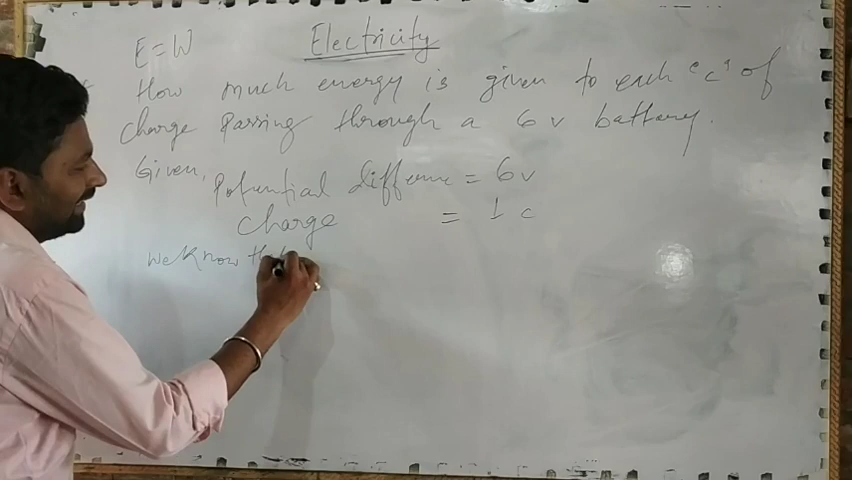 Electricity
E = W
How much energy is given to each "c" of
charge Passing through a 6 v battery.
Given, Potential difference = 6v
charge = 1 c
We know that